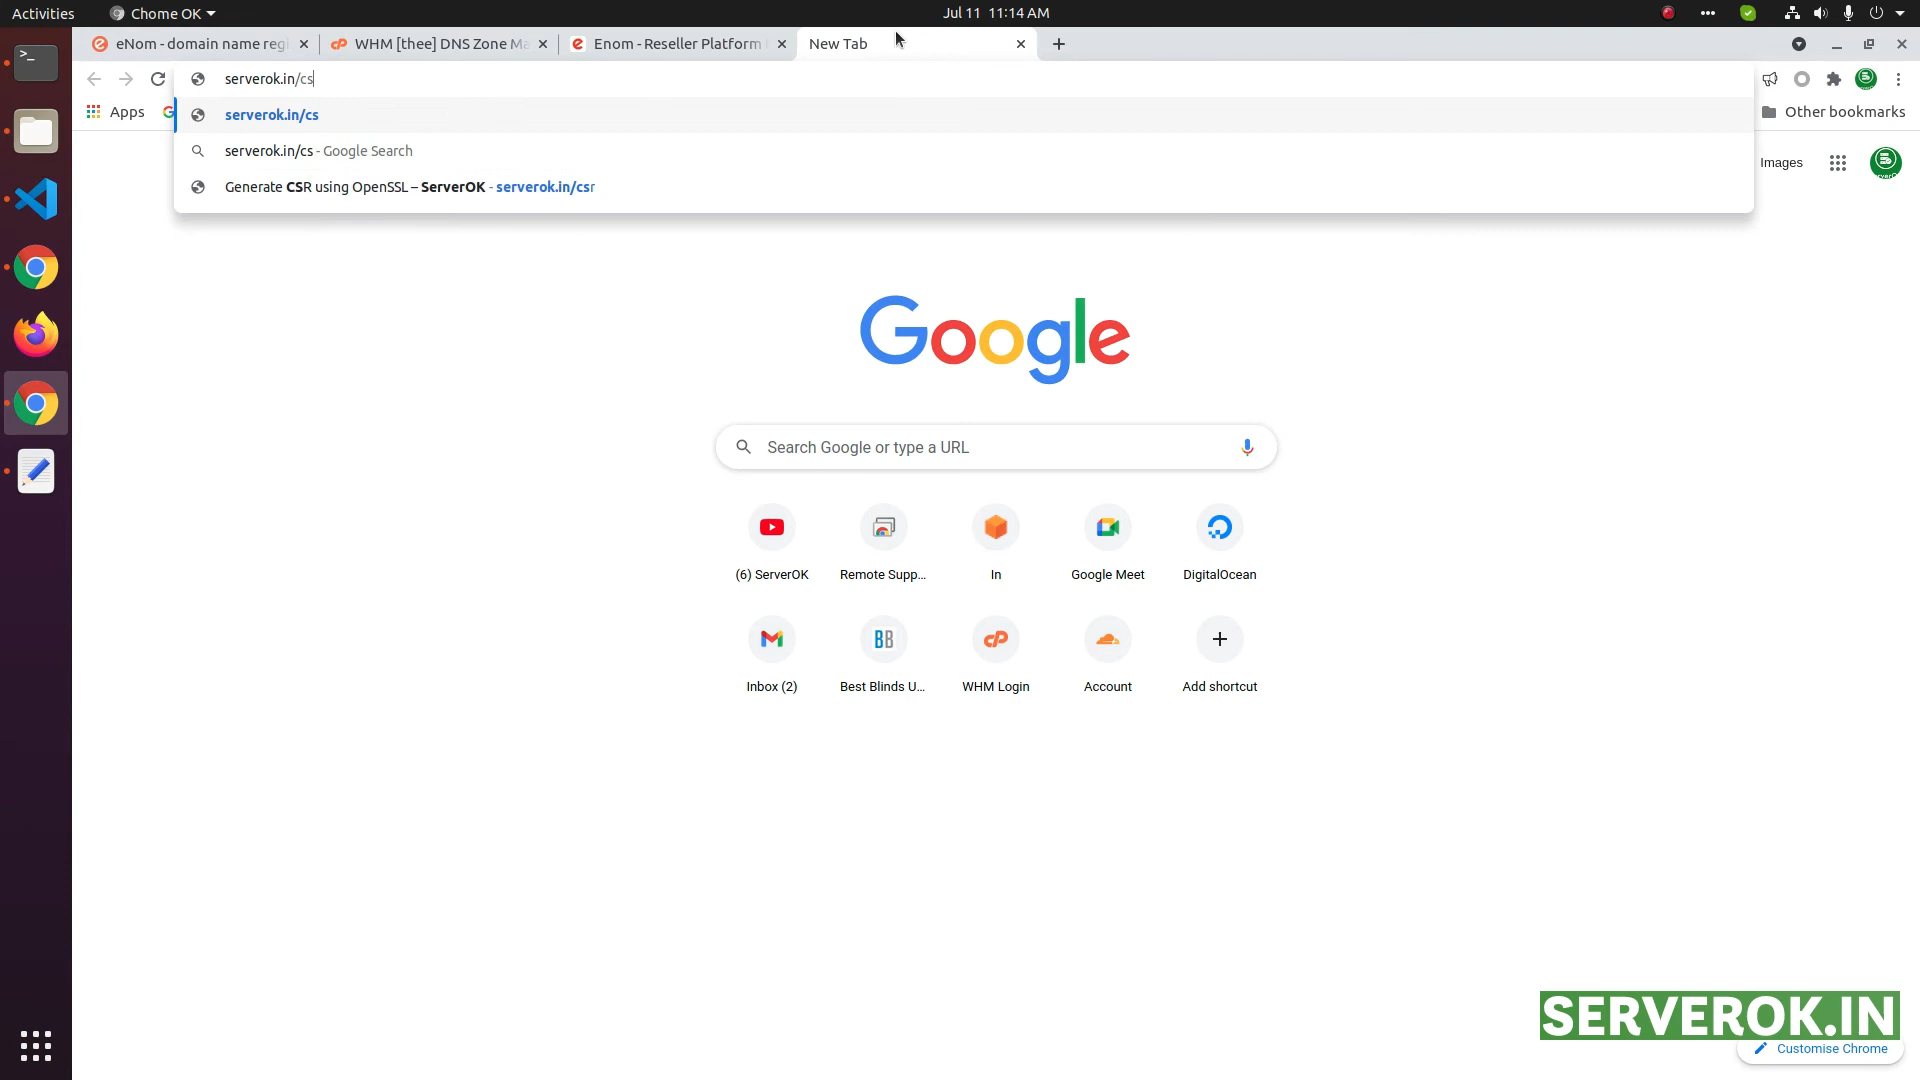 Activities
Chome OK
Jul 11 11:14 AM
eNom - domain name regi
WHM [thee] DNS Zone Ma
Enom - Reseller Platform
New Tab
serverok.in/cs
Apps
serverok.in/cs
Other bookmarks
serverok.in/cs - Google Search
Images
Generate CSR using OpenSSL – ServerOK - serverok.in/csr
Google
Search Google or type a URL
(6) ServerOK
Remote Supp...
In
Google Meet
DigitalOcean
BB
cP
Inbox (2)
Best Blinds U...
WHM Login
Account
Add shortcut
SERVEROK.IN
Customise Chrome